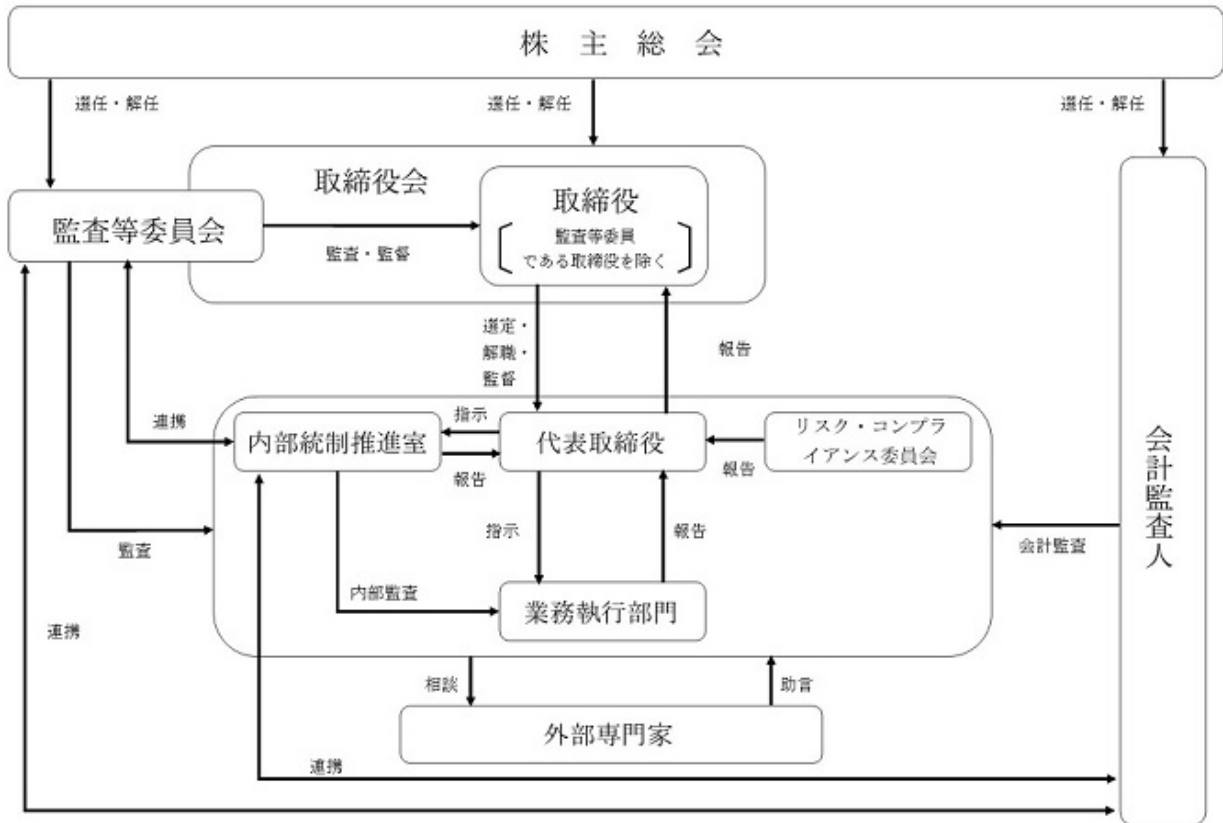 株 主 総 会
選任・解任
選任・解任
選任・解任
取締役会
取締役
監査等委員
である取締役を除く
監査等委員会
監査・監督
選定・
解職・
監督
報告
連携
内部統制推進室
指示
報告
代表取締役
報告
リスク・コンプラ
イアンス委員会
会計監査人
監査
指示
報告
会計監査
内部監査
業務執行部門
連携
相談
助言
外部専門家
連携